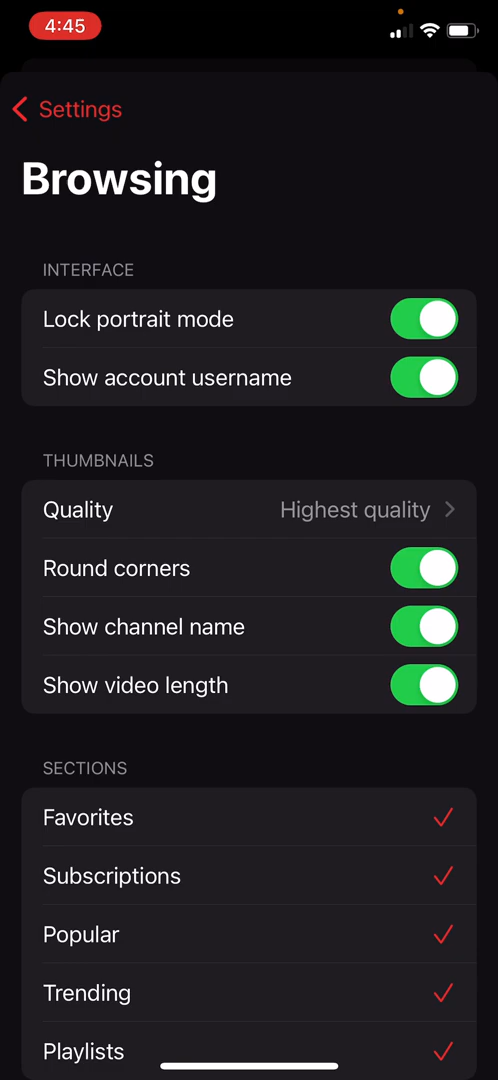 4:45
Settings
Browsing
INTERFACE
Lock portrait mode
Show account username
THUMBNAILS
Quality Highest quality
Round corners
Show channel name
Show video length
SECTIONS
Favorites
Subscriptions
Popular
Trending
Playlists